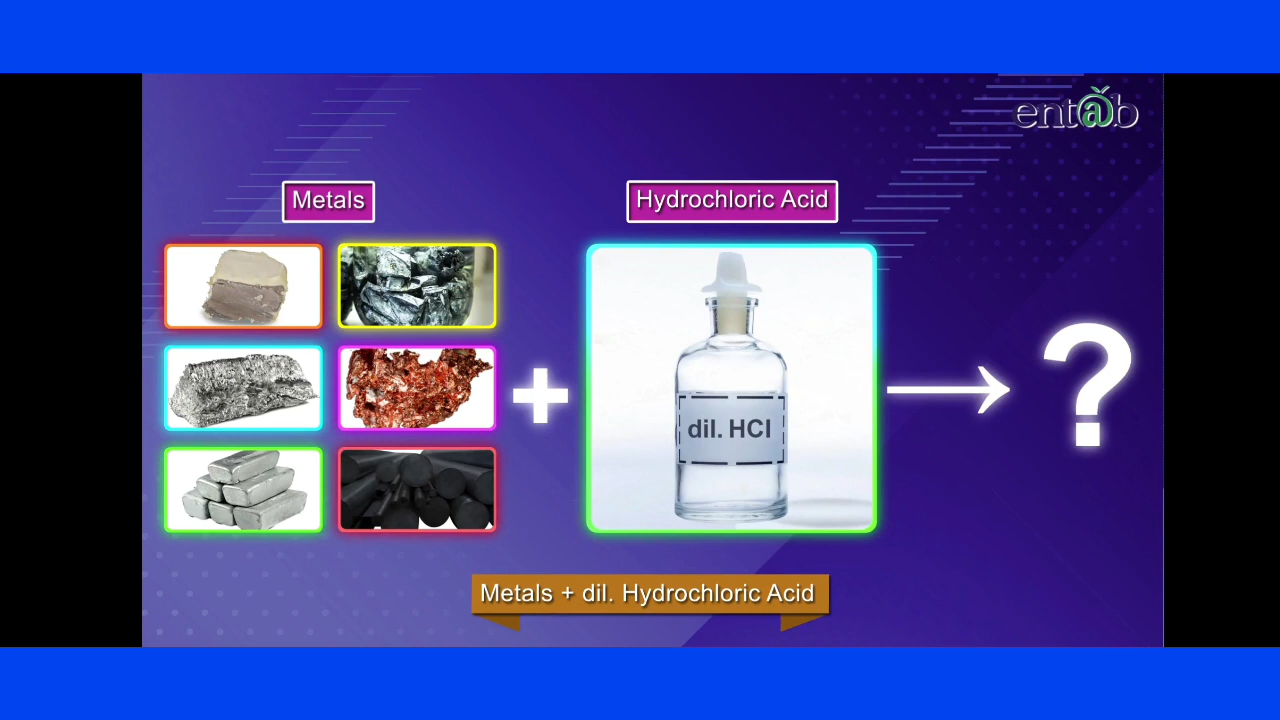 entab
Metals
Hydrochloric Acid
+
dil. HCl
?
Metals + dil. Hydrochloric Acid